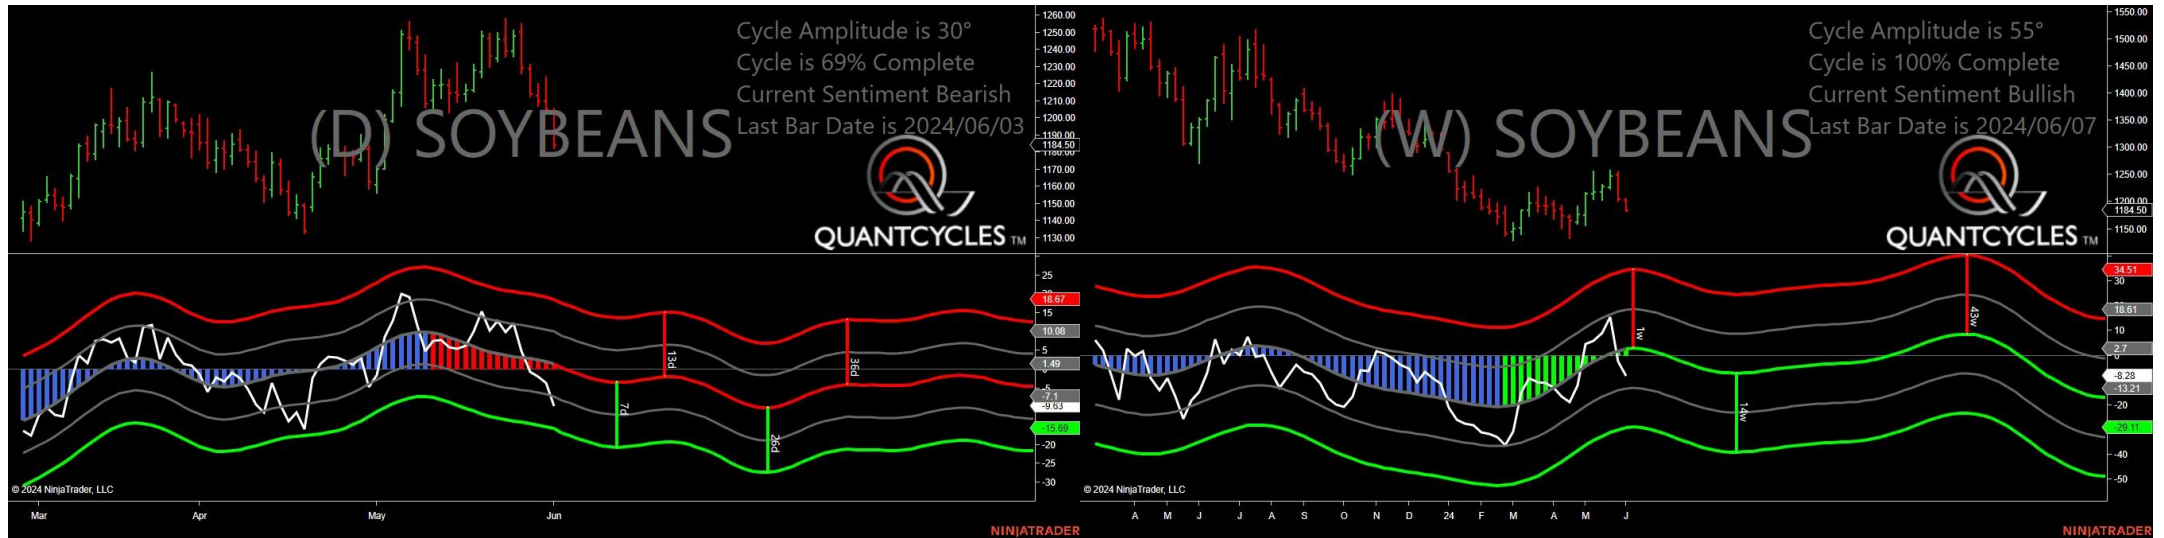 Cycle Amplitude is 30°
Cycle is 69% Complete
Current Sentiment Bearish
Last Bar Date is 2024/06/03
(D) SOYBEANS
QUANTCYCLES TM
1260.00
1250.00
1240.00
1230.00
1220.00
1210.00
1200.00
1190.00
1184.50
1180.00
1170.00
1160.00
1150.00
1140.00
1130.00
25
18.67
15
10.08
5
1.49
-5
-7.1
-9.63
-15.69
-20
-25
-30
13d
36d
7d
26d
© 2024 NinjaTrader, LLC
Mar Apr May Jun
NINJATRADER
Cycle Amplitude is 55°
Cycle is 100% Complete
Current Sentiment Bullish
Last Bar Date is 2024/06/07
(W) SOYBEANS
QUANTCYCLES TM
1550.00
1500.00
1450.00
1400.00
1350.00
1300.00
1250.00
1200.00
1184.50
1150.00
34.51
30
18.61
10
2.7
0
-8.28
-13.21
-20
-29.11
-40
-50
1w
43w
14w
© 2024 NinjaTrader, LLC
A M J J A S O N D 24 F M A M J
NINJATRADER